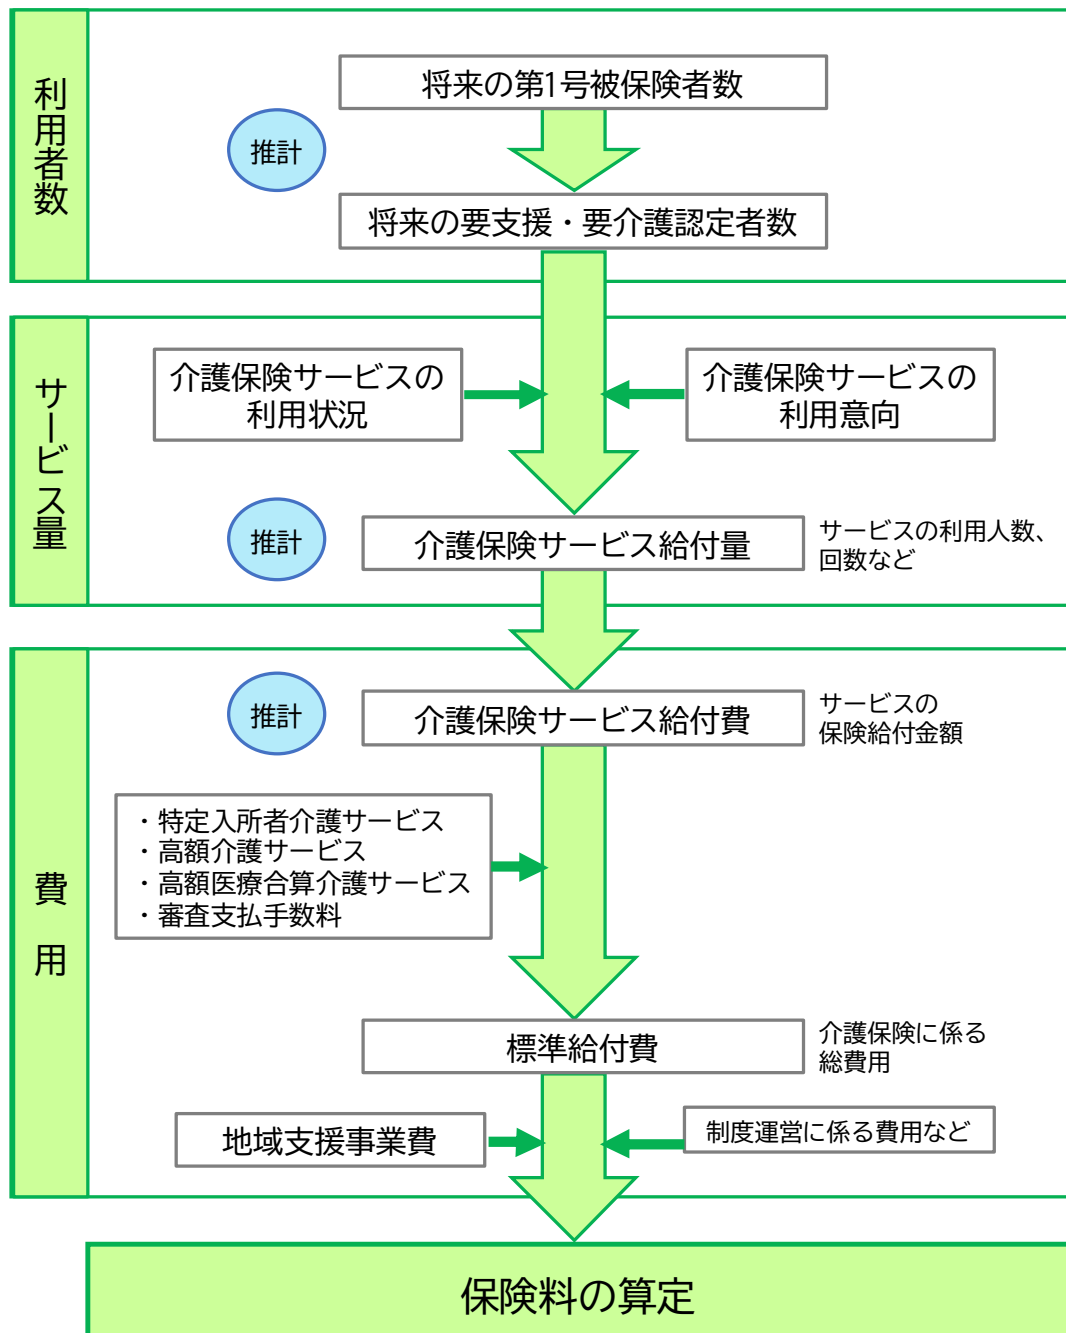 利用者数
将来の第1号被保険者数
推計
将来の要支援・要介護認定者数
サービス量
介護保険サービスの
利用状況
介護保険サービスの
利用意向
推計
介護保険サービス給付量
サービスの利用人数、
回数など
費用
推計
介護保険サービス給付費
サービスの
保険給付金額
・特定入所者介護サービス
・高額介護サービス
・高額医療合算介護サービス
・審査支払手数料
標準給付費
介護保険に係る
総費用
地域支援事業費
制度運営に係る費用など
保険料の算定